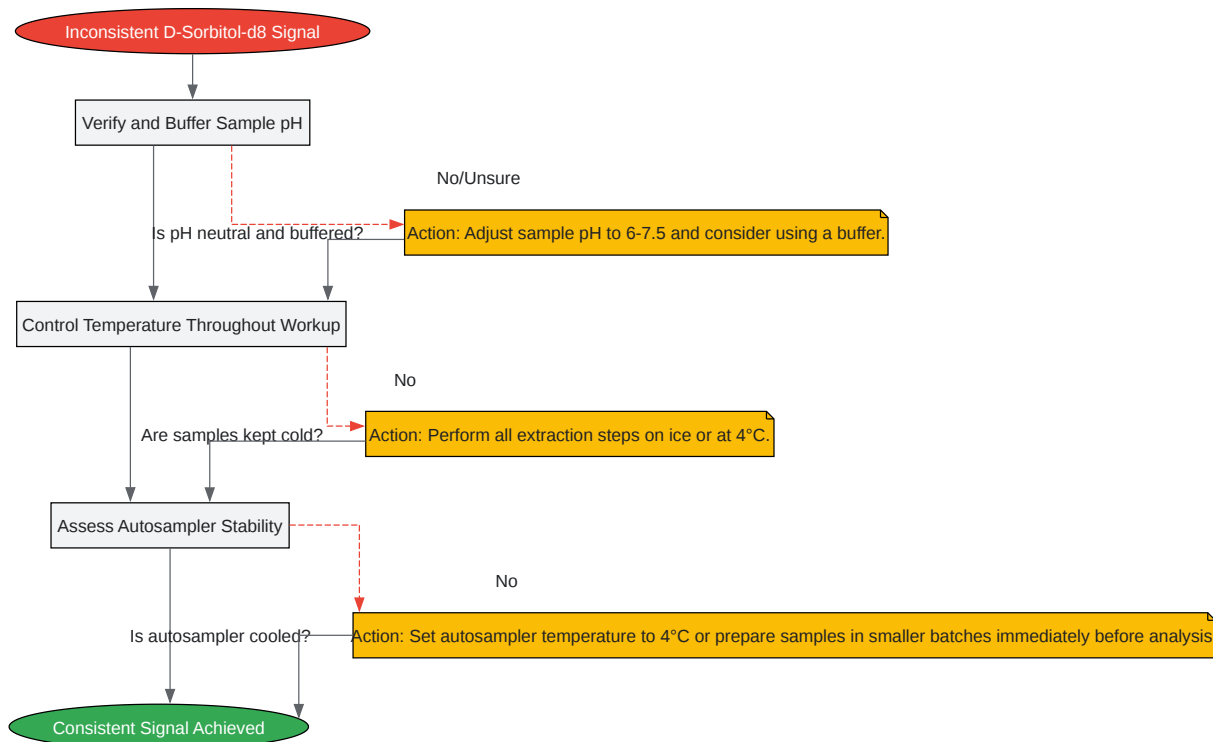 Inconsistent D-Sorbitol-d8 Signal
Verify and Buffer Sample pH
No/Unsure
Is pH neutral and buffered?
Action: Adjust sample pH to 6-7.5 and consider using a buffer.
Control Temperature Throughout Workup
No
Are samples kept cold?
Action: Perform all extraction steps on ice or at 4°C.
Assess Autosampler Stability
No
Is autosampler cooled?
Action: Set autosampler temperature to 4°C or prepare samples in smaller batches immediately before analysis
Consistent Signal Achieved